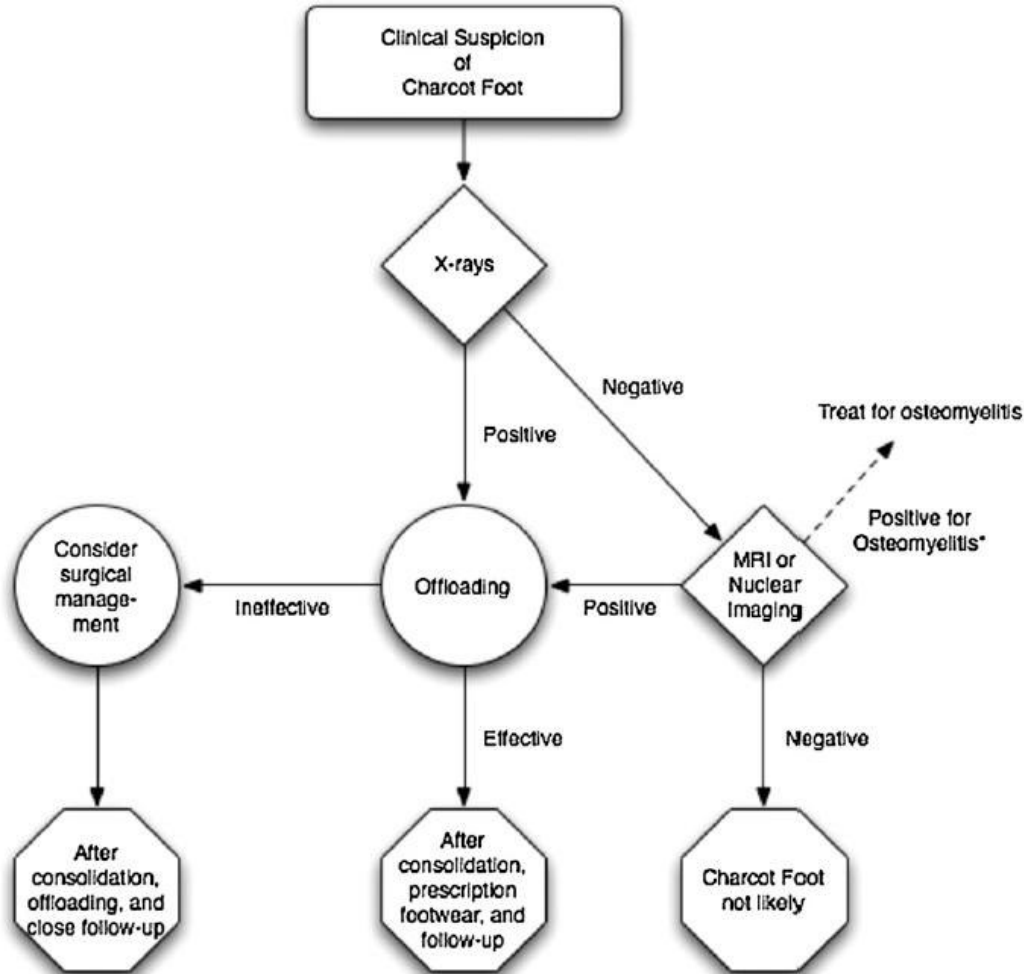 Clinical Suspicion
of
Charcot Foot
X-rays
Negative
Positive
Treat for osteomyelitis
Positive for
Osteomyelitis*
Consider
surgical
manage-
ment
Ineffective
Offloading
Positive
MRI or
Nuclear
Imaging
Effective
Negative
After
consolidation,
offloading, and
close follow-up
After
consolidation,
prescription
footwear, and
follow-up
Charcot Foot
not likely